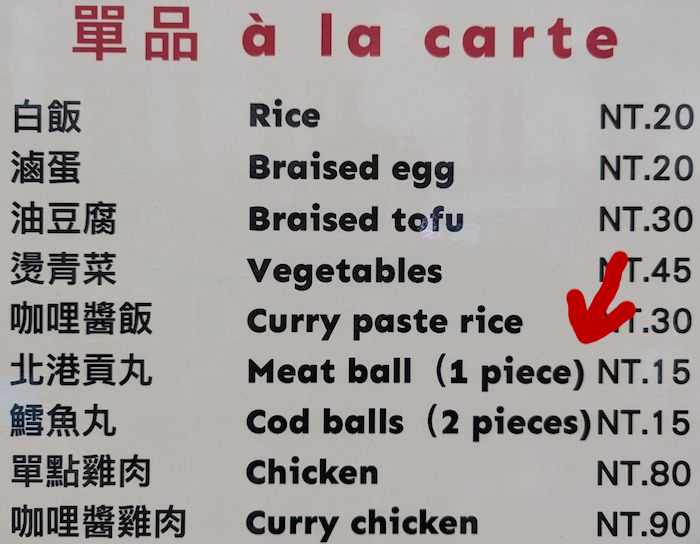 單品 à la carte
白飯 Rice NT.20
滷蛋 Braised egg NT.20
油豆腐 Braised tofu NT.30
燙青菜 Vegetables NT.45
咖哩醬飯 Curry paste rice NT.30
北港貢丸 Meat ball (1 piece) NT.15
鱈魚丸 Cod balls (2 pieces) NT.15
單點雞肉 Chicken NT.80
咖哩醬雞肉 Curry chicken NT.90